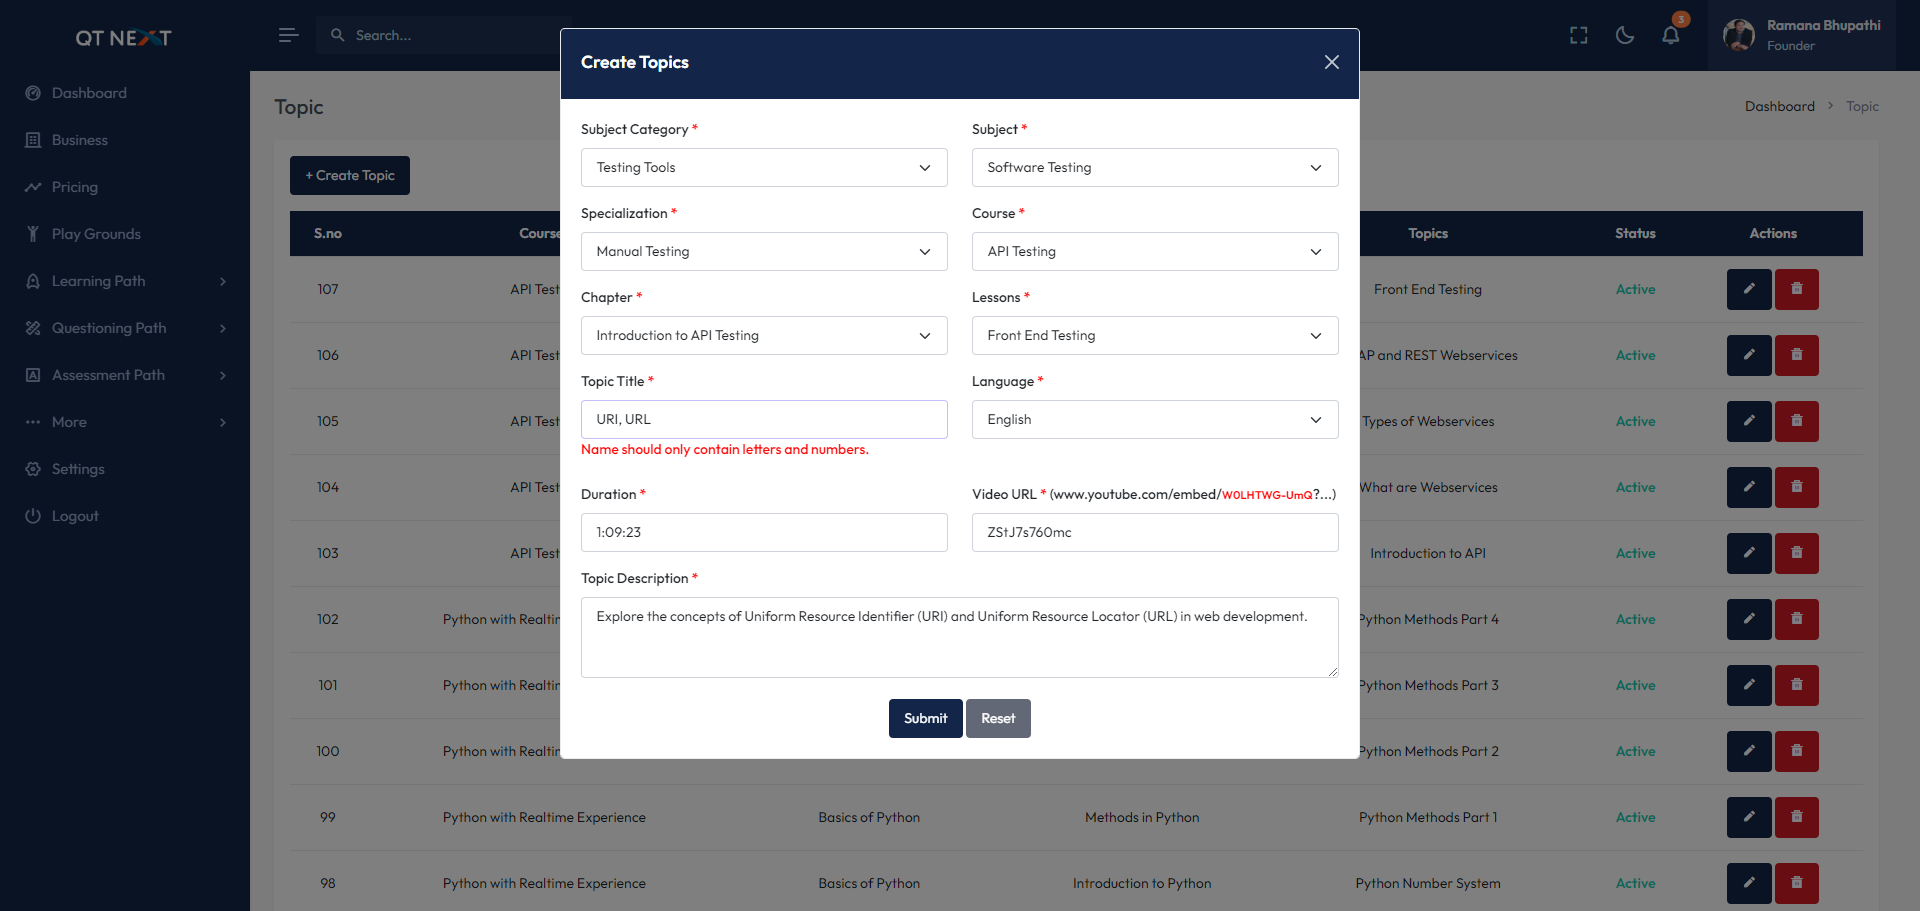 QT NEXT
Search...
3
Ramana Bhupathi
Founder
Dashboard
Business
Pricing
Play Grounds
Learning Path
Questioning Path
Assessment Path
More
Settings
Logout
Topic
Dashboard > Topic
+ Create Topic
S.no Course Topics Status Actions
107 API Test Front End Testing Active
106 API Test AP and REST Webservices Active
105 API Test Types of Webservices Active
104 API Test What are Webservices Active
103 API Test Introduction to API Active
102 Python with Realtin Python Methods Part 4 Active
101 Python with Realtin Python Methods Part 3 Active
100 Python with Realtin Python Methods Part 2 Active
99 Python with Realtime Experience Basics of Python Methods in Python Python Methods Part 1 Active
98 Python with Realtime Experience Basics of Python Introduction to Python Python Number System Active
Create Topics
Subject Category * Subject *
Testing Tools Software Testing
Specialization * Course *
Manual Testing API Testing
Chapter * Lessons *
Introduction to API Testing Front End Testing
Topic Title * Language *
URI, URL English
Name should only contain letters and numbers.
Duration * Video URL * (www.youtube.com/embed/W0LHTWG-UmQ?...)
1:09:23 ZStJ7s760mc
Topic Description *
Explore the concepts of Uniform Resource Identifier (URI) and Uniform Resource Locator (URL) in web development.
Submit Reset